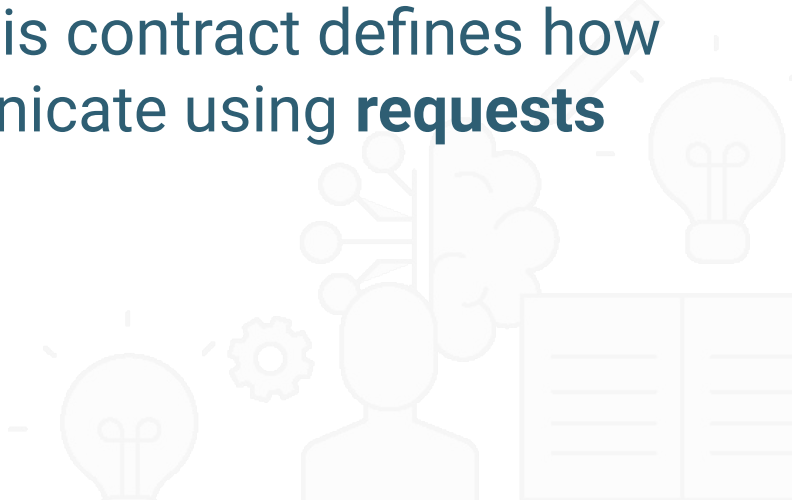 is contract defines how
nicate using requests